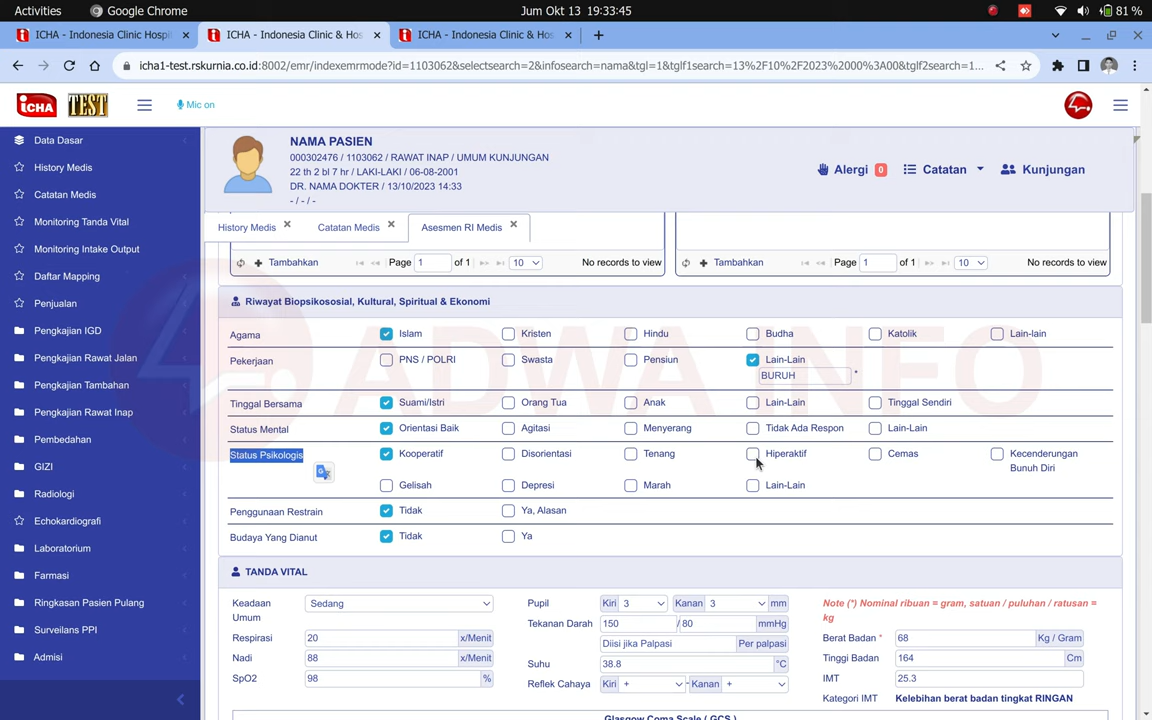 Activities Google Chrome Jum Okt 13 19:33:45 81 %
ICHA - Indonesia Clinic Hospi ICHA - Indonesia Clinic & Hos ICHA - Indonesia Clinic & Hos
icha1-test.rskurnia.co.id:8002/emr/indexemrmode?id=1103062&selectsearch=2&infosearch=nama&tgl=1&tglf1search=13%2F10%2F2023%2000%3A00&tglf2search=1...
iCHA TEST Mic on
Data Dasar
History Medis
Catatan Medis
Monitoring Tanda Vital
Monitoring Intake Output
Daftar Mapping
Penjualan
Pengkajian IGD
Pengkajian Rawat Jalan
Pengkajian Tambahan
Pengkajian Rawat Inap
Pembedahan
GIZI
Radiologi
Echokardiografi
Laboratorium
Farmasi
Ringkasan Pasien Pulang
Surveilans PPI
Admisi
NAMA PASIEN
000302476 / 1103062 / RAWAT INAP / UMUM KUNJUNGAN
22 th 2 bl 7 hr / LAKI-LAKI / 06-08-2001
DR. NAMA DOKTER / 13/10/2023 14:33
- / - / -
Alergi 0 Catatan Kunjungan
History Medis Catatan Medis Asesmen RI Medis
Tambahkan Page 1 of 1 10 No records to view Tambahkan Page 1 of 1 10 No records to view
Riwayat Biopsikososial, Kultural, Spiritual & Ekonomi
Agama Islam Kristen Hindu Budha Katolik Lain-lain
Pekerjaan PNS / POLRI Swasta Pensiun Lain-Lain
BURUH *
Tinggal Bersama Suami/Istri Orang Tua Anak Lain-Lain Tinggal Sendiri
Status Mental Orientasi Baik Agitasi Menyerang Tidak Ada Respon Lain-Lain
Status Psikologis Kooperatif Disorientasi Tenang Hiperaktif Cemas Kecenderungan
Bunuh Diri
Gelisah Depresi Marah Lain-Lain
Penggunaan Restrain Tidak Ya, Alasan
Budaya Yang Dianut Tidak Ya
ADWA INFO
TANDA VITAL
Keadaan Umum Sedang
Respirasi 20 x/Menit
Nadi 88 x/Menit
SpO2 98 %
Pupil Kiri 3 Kanan 3 mm
Tekanan Darah 150 / 80 mmHg
Diisi jika Palpasi Per palpasi
Suhu 38.8 °C
Reflek Cahaya Kiri + - Kanan +
Note (*) Nominal ribuan = gram, satuan / puluhan / ratusan =
kg
Berat Badan * 68 Kg / Gram
Tinggi Badan 164 Cm
IMT 25.3
Kategori IMT Kelebihan berat badan tingkat RINGAN
Glasgow Coma Scale ( GCS )